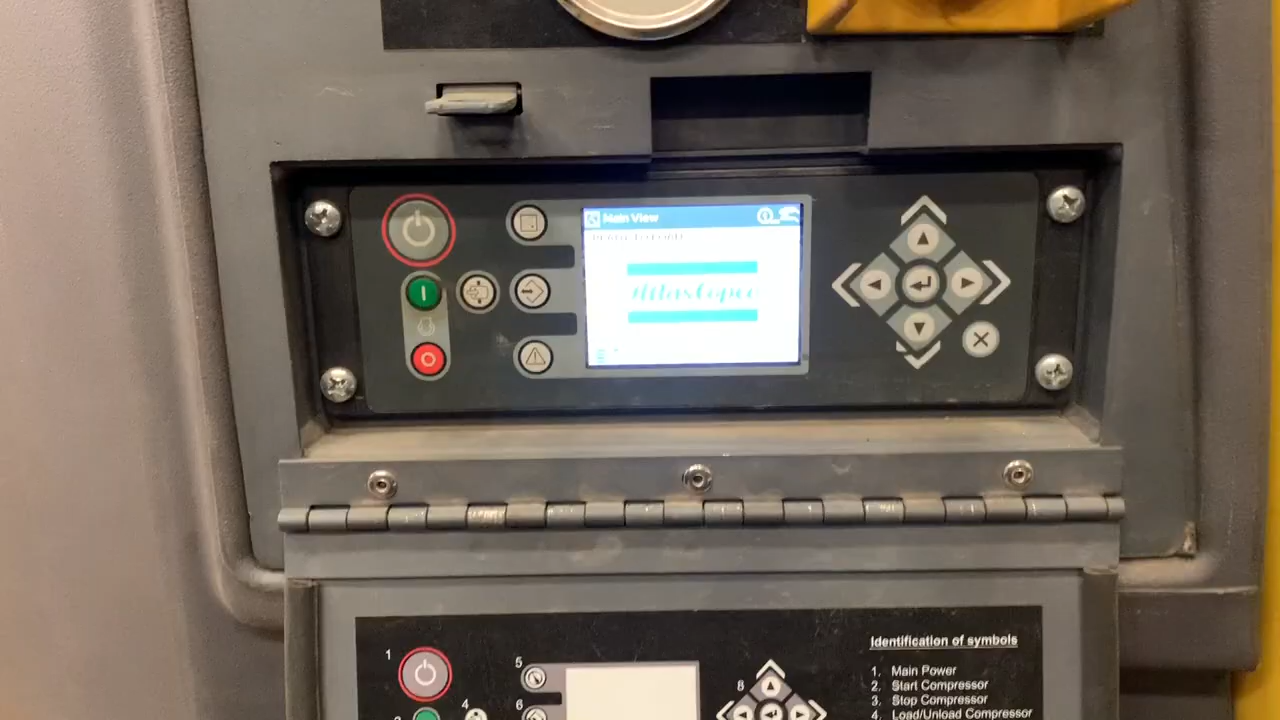 Main View
Atlas Copco
1
5
6
4
8
Identification of symbols
1. Main Power
2. Start Compressor
3. Stop Compressor
4. Load/Unload Compressor